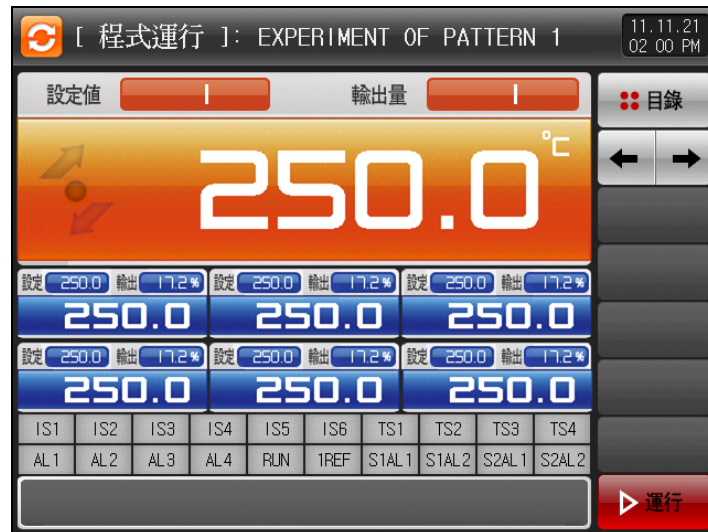 [ 程式運行 ]: EXPERIMENT OF PATTERN 1
11.11.21
02 00 PM
設定値 I 輸出量 I
目錄
250.0 ℃
設定 250.0 輸出 17.2 % 設定 250.0 輸出 17.2 % 設定 250.0 輸出 17.2 %
250.0 250.0 250.0
設定 250.0 輸出 17.2 % 設定 250.0 輸出 17.2 % 設定 250.0 輸出 17.2 %
250.0 250.0 250.0
IS1 IS2 IS3 IS4 IS5 IS6 TS1 TS2 TS3 TS4
AL1 AL2 AL3 AL4 RUN 1REF S1AL1 S1AL2 S2AL1 S2AL2
運行